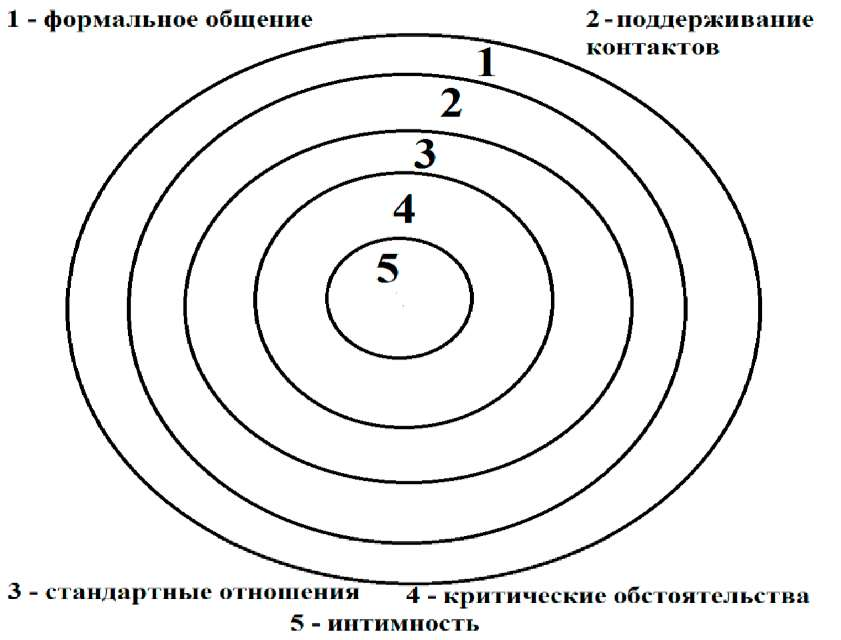 1 - формальное общение
2 - поддерживание
контактов
1
2
3
4
5
3 - стандартные отношения
4 - критические обстоятельства
5 - интимность